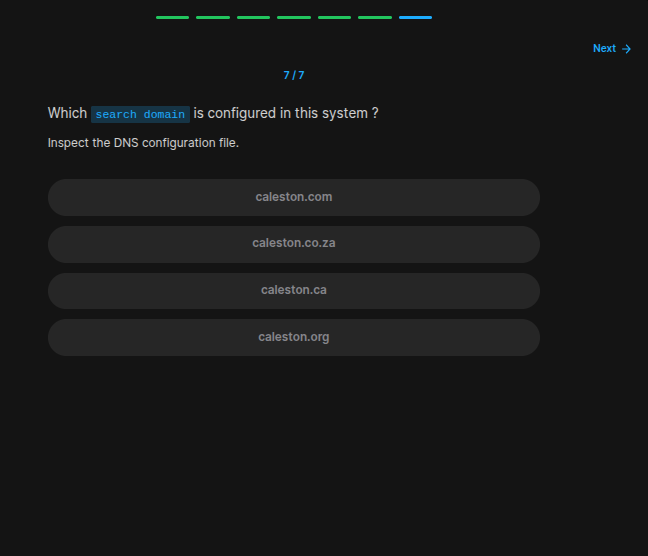 Next →
7 / 7
Which search domain is configured in this system ?
Inspect the DNS configuration file.
caleston.com
caleston.co.za
caleston.ca
caleston.org